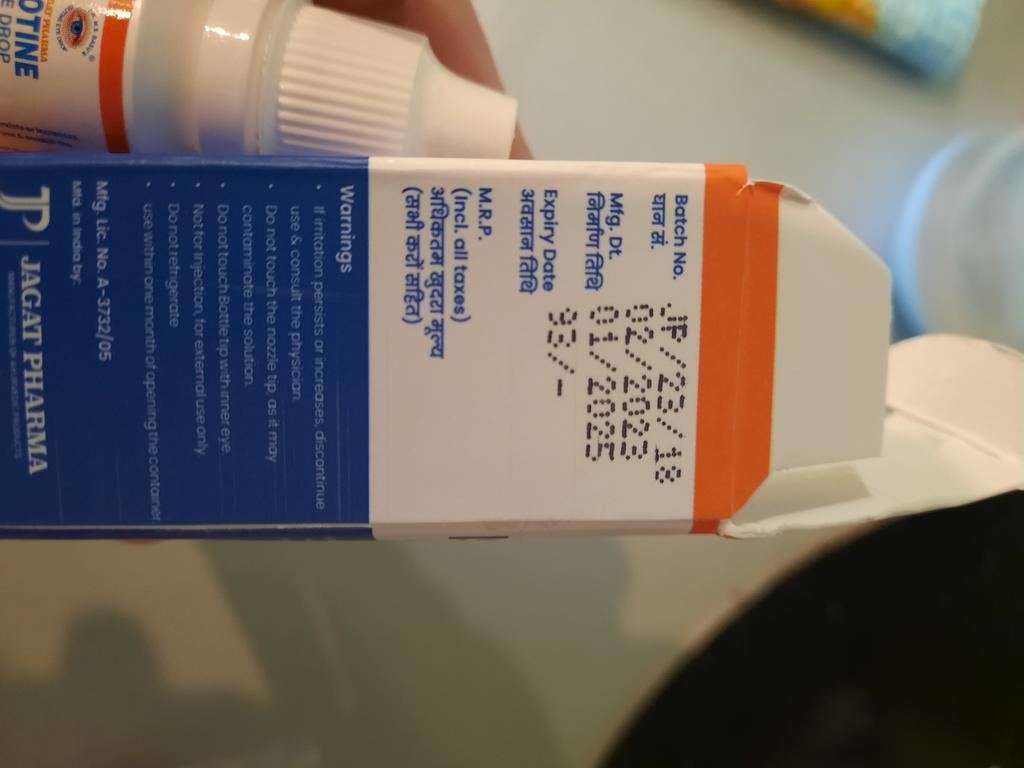 OTINE
E DROP
Batch No. JP/23/18
घान सं.
Mfg. Dt. 02/2023
निर्माण तिथि
Expiry Date 01/2025
अवसान तिथि
M.R.P. 93/-
(Incl. all taxes)
अधिकतम खुदरा मूल्य
(सभी करों सहित)
Warnings
• If irritation persists or increases, discontinue
use & consult the physician.
• Do not touch the nozzle tip, as it may
contaminate the solution.
• Do not touch Bottle tip with inner eye.
• Not for Injection, for external use only.
• Do not refrigerate
• use within one month of opening the container
Mfg. Lic. No. A-3732/05
Mfd. in India by:
JP JAGAT PHARMA